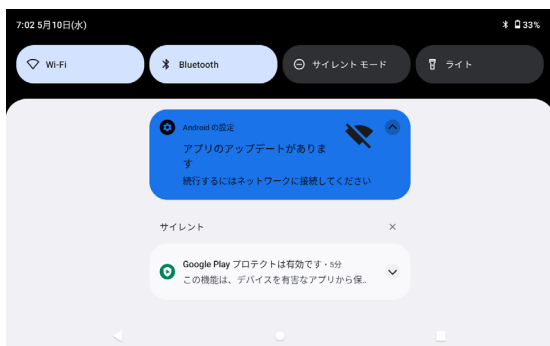 7:02 5月10日(水)
33%
Wi-Fi
Bluetooth
サイレント モード
ライト
Android の設定
アプリのアップデートがありま
す
続行するにはネットワークに接続してください
サイレント
Google Play プロテクトは有効です・5分
この機能は、デバイスを有害なアプリから保..